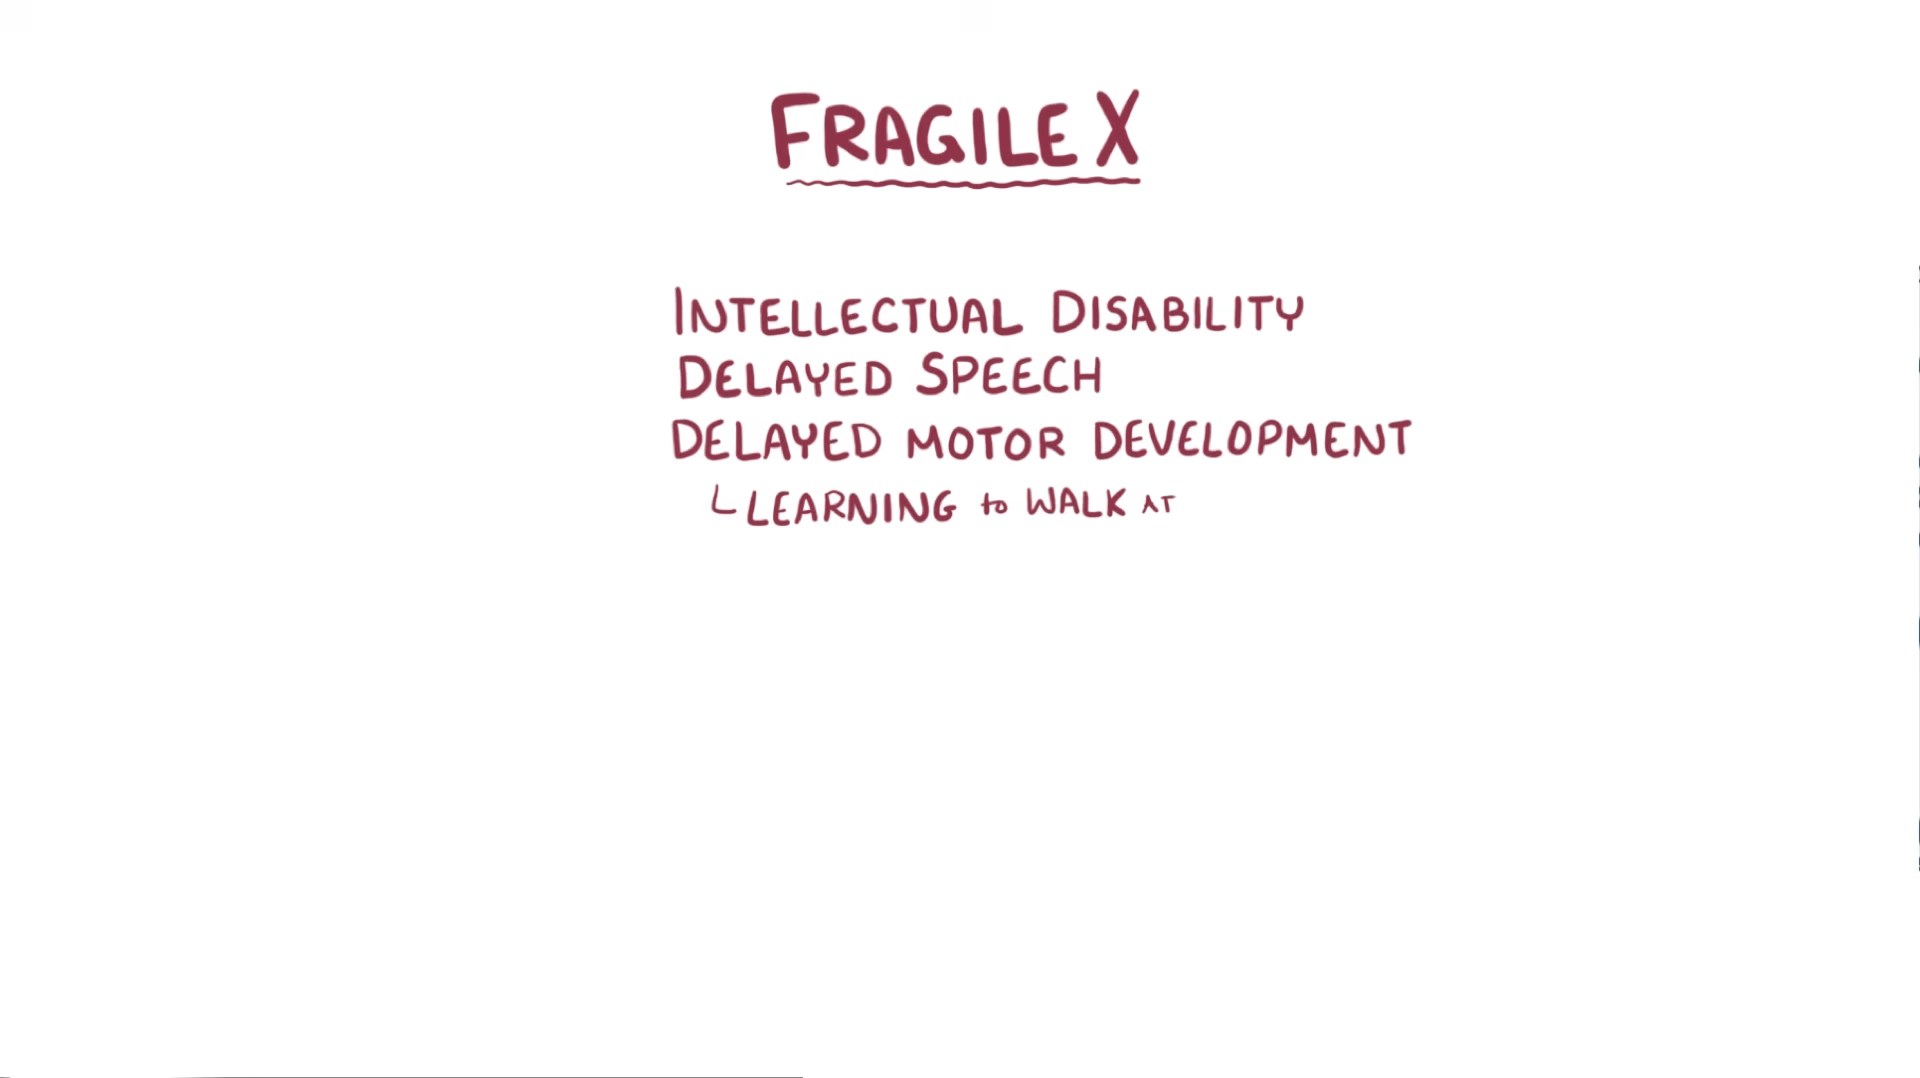 FRAGILE X
INTELLECTUAL DISABILITY
DELAYED SPEECH
DELAYED MOTOR DEVELOPMENT
LEARNING to WALK AT